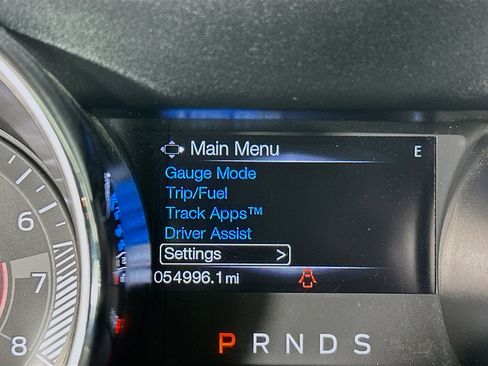 Main Menu E
Gauge Mode
Trip/Fuel
Track Apps™
Driver Assist
Settings >
054996.1 mi
P R N D S
6
7
8